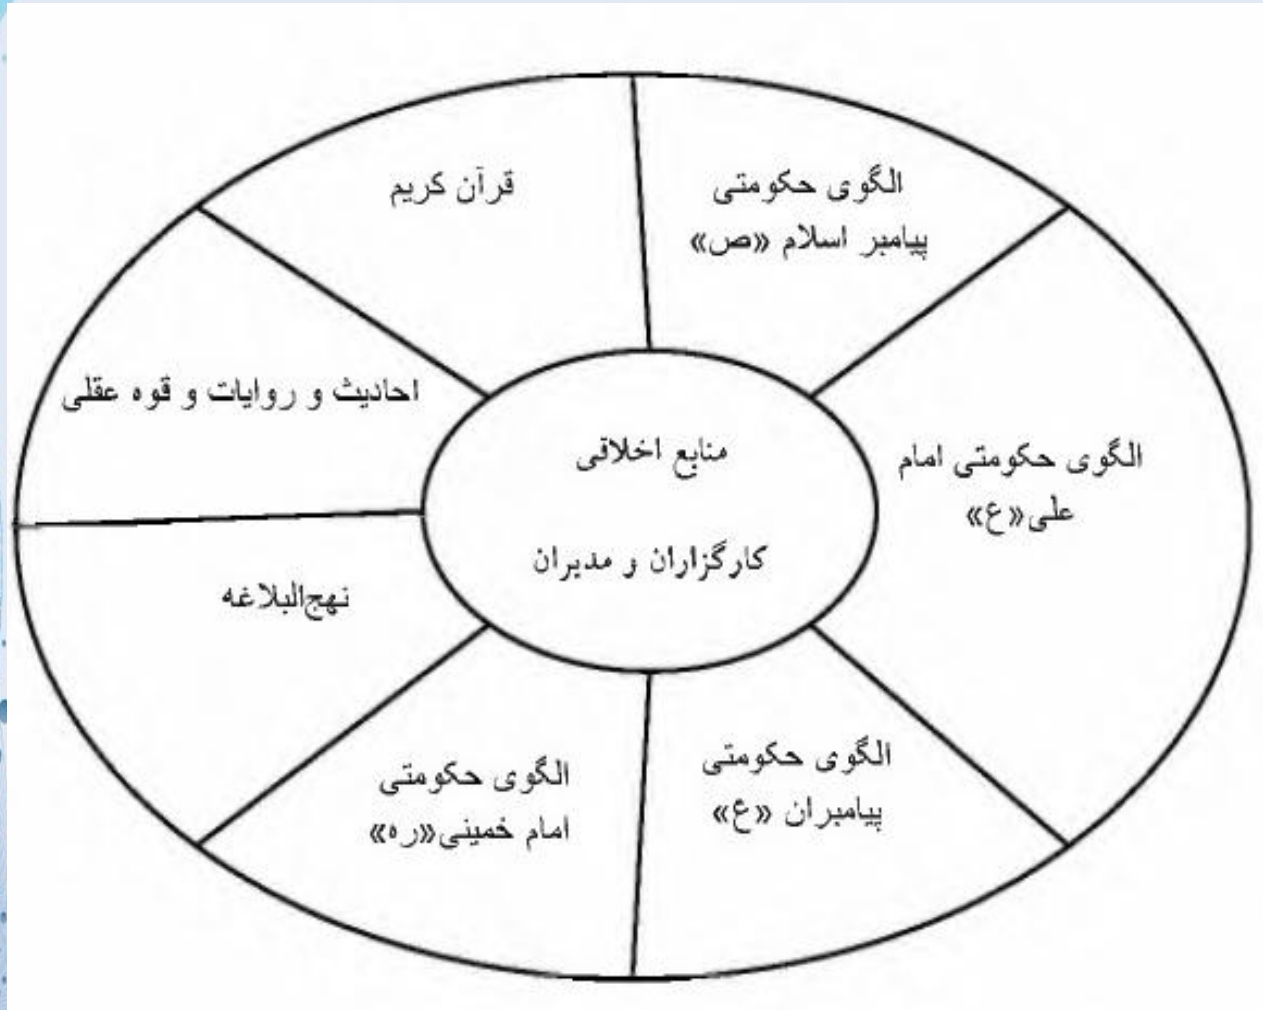 قرآن کریم
الگوی حکومتی
پیامبر اسلام «ص»
احادیث و روایات و قوه عقلی
منابع اخلاقی
کارگزاران و مدیران
الگوی حکومتی امام
علی«ع»
نهج‌البلاغه
الگوی حکومتی
امام خمینی«ره»
الگوی حکومتی
پیامبران «ع»